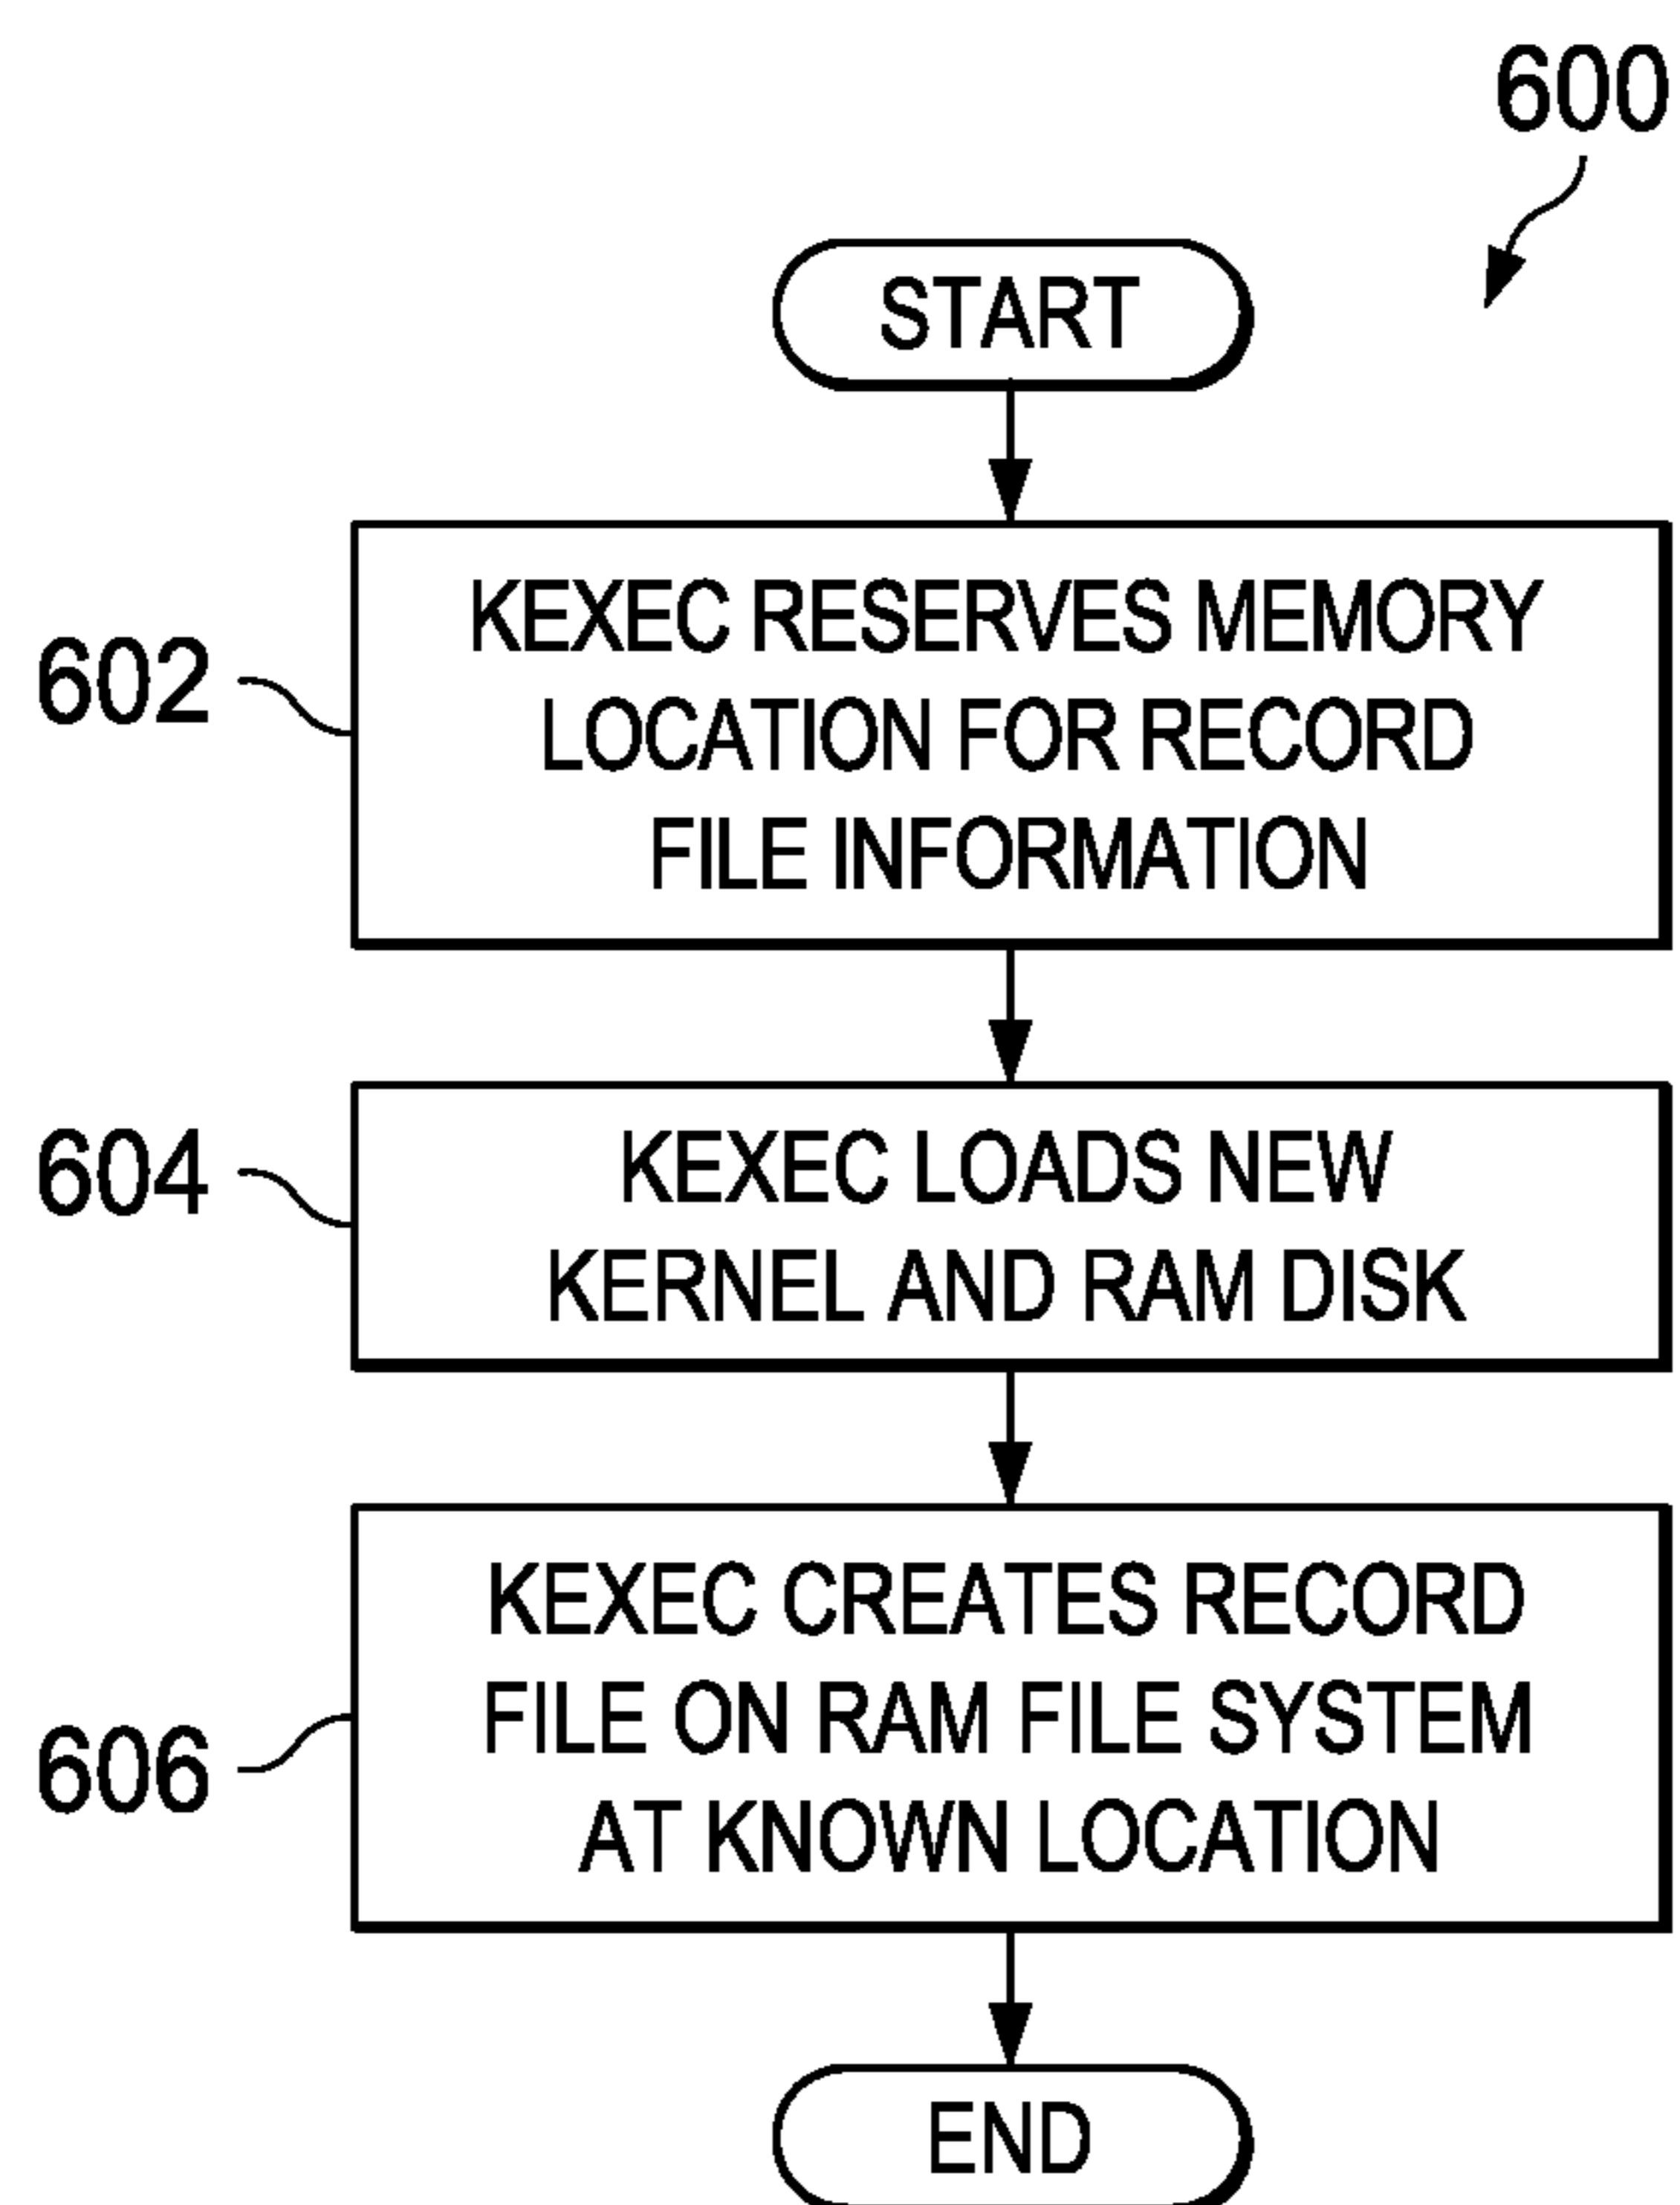 600
START
602
KEXEC RESERVES MEMORY
LOCATION FOR RECORD
FILE INFORMATION
604
KEXEC LOADS NEW
KERNEL AND RAM DISK
606
KEXEC CREATES RECORD
FILE ON RAM FILE SYSTEM
AT KNOWN LOCATION
END